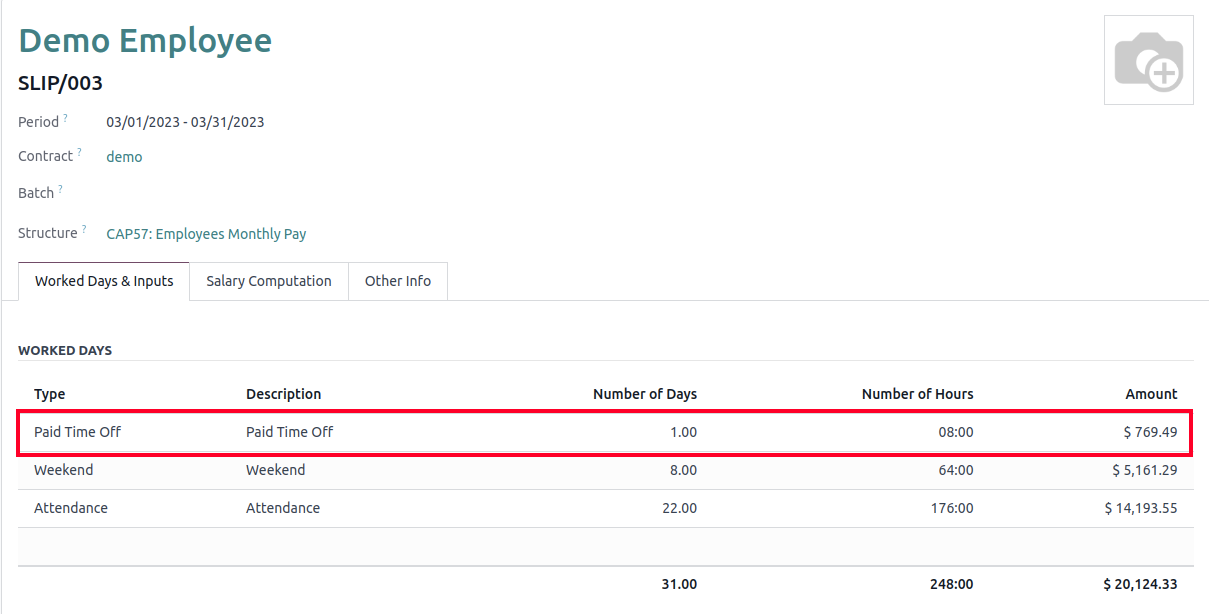 Demo Employee
SLIP/003
Period ? 03/01/2023 - 03/31/2023
Contract ? demo
Batch ?
Structure ? CAP57: Employees Monthly Pay
Worked Days & Inputs Salary Computation Other Info
WORKED DAYS
Type Description Number of Days Number of Hours Amount
Paid Time Off Paid Time Off 1.00 08:00 $ 769.49
Weekend Weekend 8.00 64:00 $ 5,161.29
Attendance Attendance 22.00 176:00 $ 14,193.55
31.00 248:00 $ 20,124.33